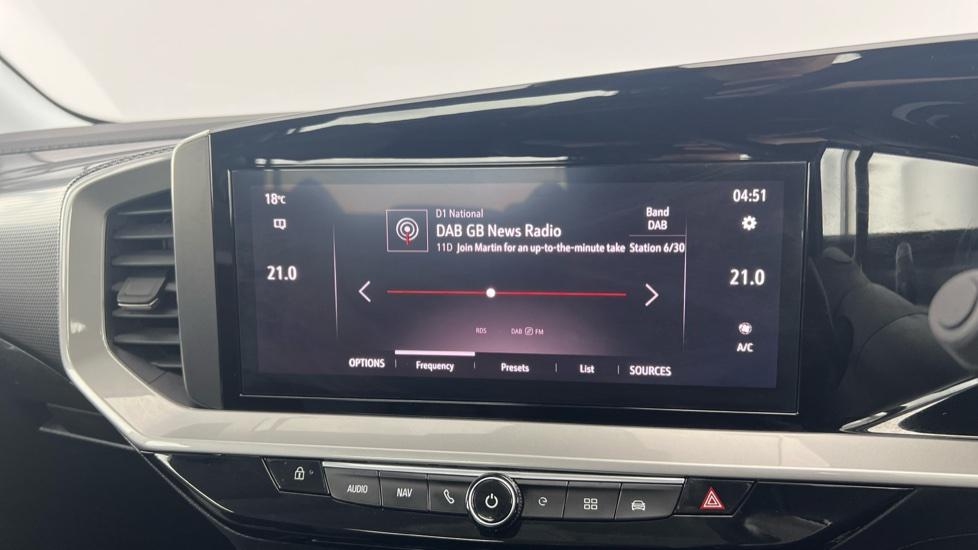 18°C
04:51
D1 National
DAB GB News Radio
11D Join Martin for an up-to-the-minute take
Band
DAB
Station 6/30
21.0
21.0
RDS
DAB FM
A/C
OPTIONS Frequency Presets List SOURCES
AUDIO NAV